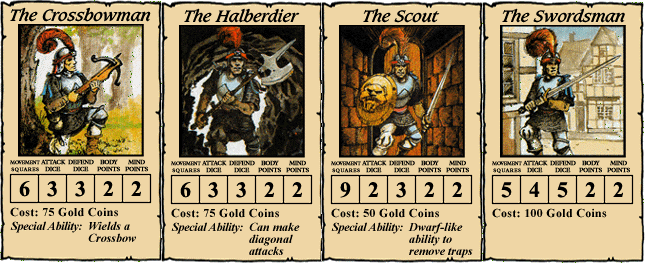 The Crossbowman
MOVEMENT SQUARES ATTACK DICE DEFEND DICE BODY POINTS MIND POINTS
6 3 3 2 2
Cost: 75 Gold Coins
Special Ability: Wields a
Crossbow
The Halberdier
MOVEMENT SQUARES ATTACK DICE DEFEND DICE BODY POINTS MIND POINTS
6 3 3 2 2
Cost: 75 Gold Coins
Special Ability: Can make
diagonal
attacks
The Scout
MOVEMENT SQUARES ATTACK DICE DEFEND DICE BODY POINTS MIND POINTS
9 2 3 2 2
Cost: 50 Gold Coins
Special Ability: Dwarf-like
ability to
remove traps
The Swordsman
MOVEMENT SQUARES ATTACK DICE DEFEND DICE BODY POINTS MIND POINTS
5 4 5 2 2
Cost: 100 Gold Coins